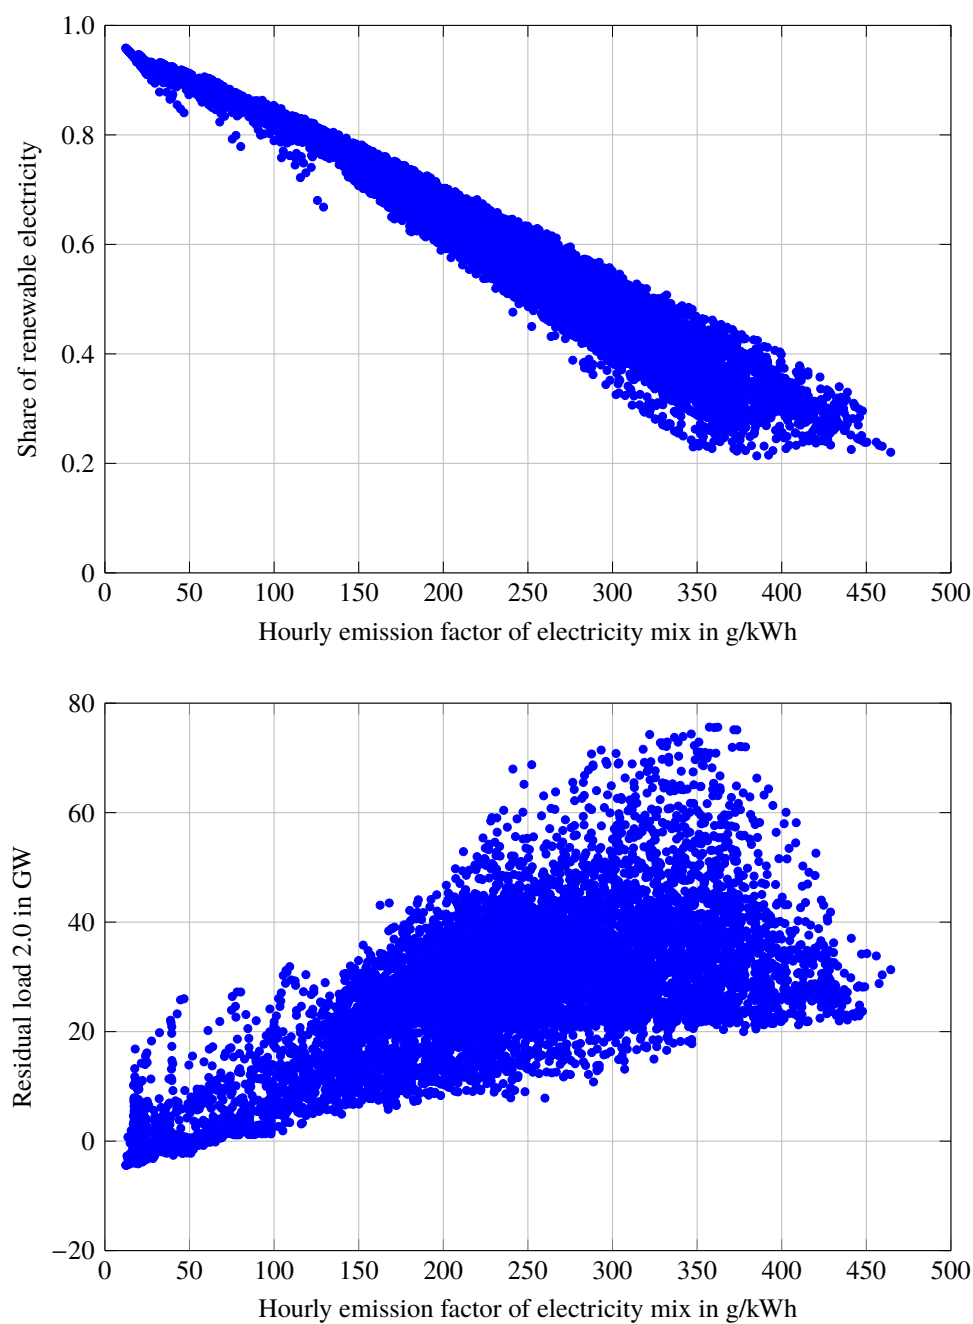 1.0
0.8
0.6
0.4
0.2
0
Share of renewable electricity
0 50 100 150 200 250 300 350 400 450 500
Hourly emission factor of electricity mix in g/kWh
80
60
40
20
0
−20
Residual load 2.0 in GW
0 50 100 150 200 250 300 350 400 450 500
Hourly emission factor of electricity mix in g/kWh